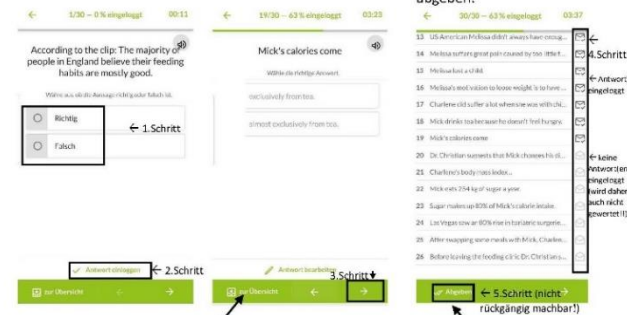 abgeben!
← 1/30 — 0 % eingeloggt 00:11
According to the clip: The majority of
people in England believe their feeding
habits are mostly good.
Wähle aus ob die Aussage richtig oder falsch ist.
Richtig
Falsch
← 1.Schritt
Antwort einloggen
← 2.Schritt
zur Übersicht ← →
← 19/30 — 63 % eingeloggt 03:23
Mick's calories come
Wähle die richtige Antwort.
exclusively from tea.
almost exclusively from tea.
Antwort bearbeiten
3.Schritt
zur Übersicht ← →
← 20/30 — 63 % eingeloggt 03:37
13 US American Melissa didn't always have enoug...
14 Melissa suffers great pain caused by too little f...
15 Melissa lost a child.
16 Melissa's motivation to loose weight is to have ...
17 Charlene did suffer a lot when she was with chi...
18 Mick drinks tea because he doesn't feel hungry.
19 Mick's calories come
20 Dr. Christian suggests that Mick changes his di...
21 Charlene's body mass index...
22 Mick eats 254 kg of sugar a year.
23 Sugar makes up 80% of Mick's calorie intake.
24 Las Vegas saw an 80% rise in bariatric surgerie...
25 After swapping some meals with Mick, Charlen...
26 Before leaving the feeding clinic Dr. Christian s...
←
4.Schritt
← Antwort
eingeloggt
← keine
Antwort(en
eingeloggt
(wird daher
auch nicht
gewertet!!)
Abgeben
← 5.Schritt (nicht →
rückgängig machbar!)